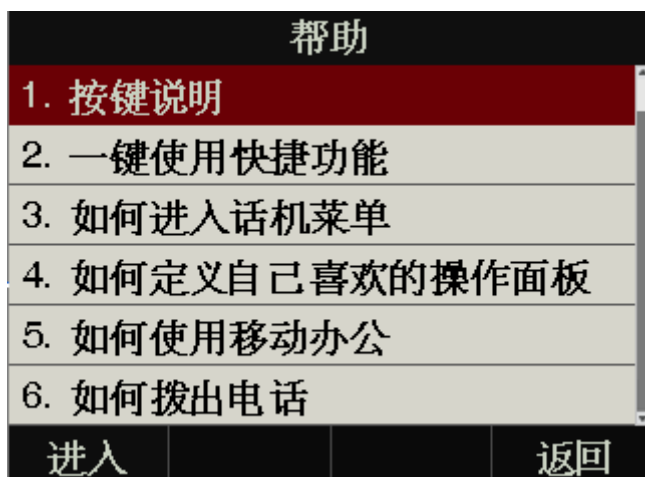 帮助
1. 按键说明
2. 一键使用快捷功能
3. 如何进入话机菜单
4. 如何定义自己喜欢的操作面板
5. 如何使用移动办公
6. 如何拨出电话
进入 返回